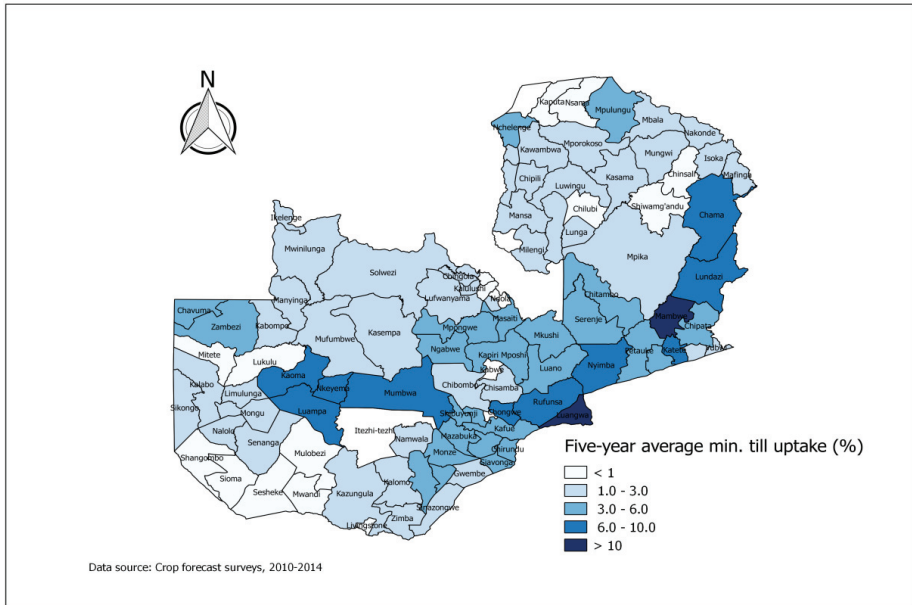 N
Kaputa
Nsama
Mpulungu
Mbala
Nchelenge
Nakonde
Kawambwa
Mporokoso
Mungwi
Isoka
Chipili
Kasama
Chinsali
Mafinga
Luwingu
Mansa
Chilubi
Shiwamg'andu
Chama
Lunga
Milengi
Mpika
Ikelenge
Mwinilunga
Solwezi
Lundazi
Chingola
Kalulushi
Lufwanyama
Ndola
Chitambo
Manyinga
Chavuma
Zambezi
Kabompo
Mufumbwe
Kasempa
Masaiti
Mpongwe
Serenje
Mambwe
Chipata
Mkushi
Ngabwe
Kapiri Mposhi
Luano
Petauke
Katete
Mitete
Lukulu
Kabwe
Nyimba
Kaoma
Nkeyema
Mumbwa
Chibombo
Chisamba
Kalabo
Limulunga
Luampa
Rufunsa
Sikongo
Mongu
Shibuyunji
Chongwe
Luangwa
Nalolo
Senanga
Itezhi-tezhi
Namwala
Mazabuka
Kafue
Mulobezi
Monze
Chirundu
Shangombo
Siavonga
Sioma
Sesheke
Mwandi
Kazungula
Kalomo
Gwembe
Sinazongwe
Zimba
Livingstone
Five-year average min. till uptake (%)
< 1
1.0 - 3.0
3.0 - 6.0
6.0 - 10.0
> 10
Data source: Crop forecast surveys, 2010-2014